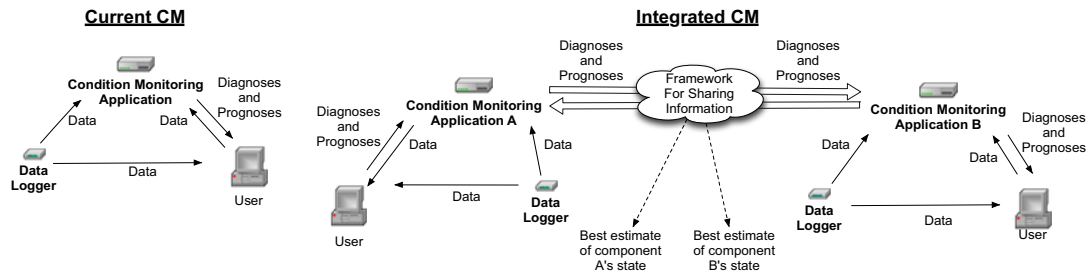 Current CM
Condition Monitoring
Application
Diagnoses
and
Prognoses
Data
Data
Data
Logger
Data
User
Integrated CM
Diagnoses
and
Prognoses
Framework
For Sharing
Information
Diagnoses
and
Prognoses
Condition Monitoring
Application A
Diagnoses and
Prognoses
Data
Data
Data
Data
Logger
User
Best estimate
of component
A's state
Best estimate
of component
B's state
Condition Monitoring
Application B
Diagnoses
and
Prognoses
Data
Data
Data
Logger
Data
User